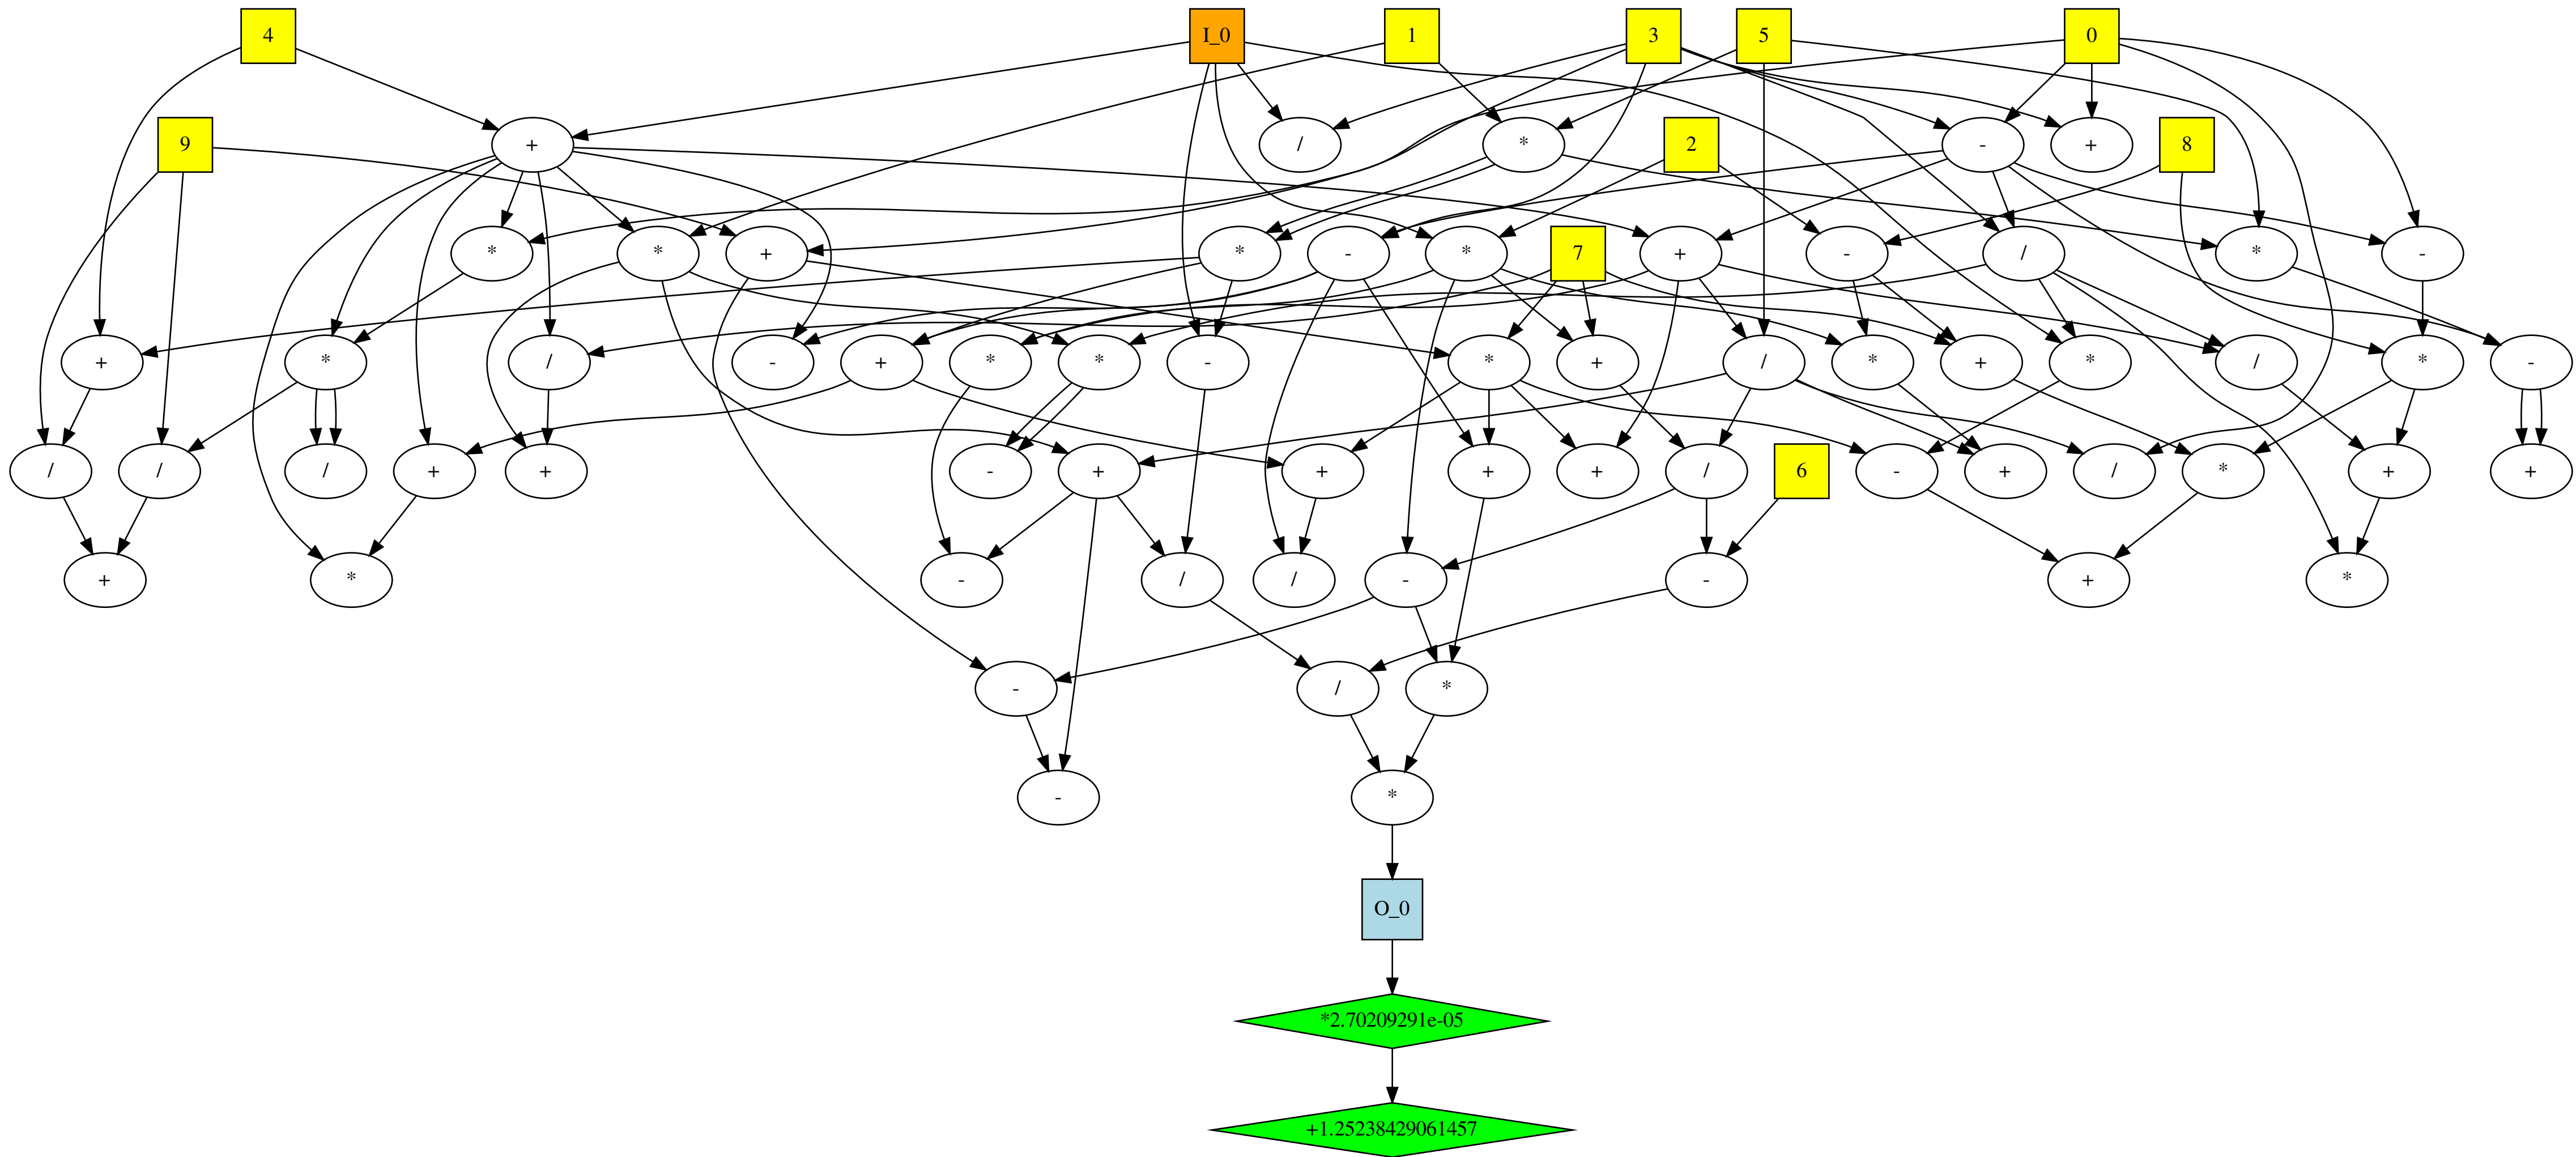 4 I_0 1 3 5 0
9 + / * 2 - + 8
* * + * - * 7 + - / * -
+ * / - + * * - * + / * + * / * -
/ / / + + - + + + + / 6 - + / * + +
+ * - / / - - + *
- / *
- *
O_0
*2.70209291e-05
+1.25238429061457